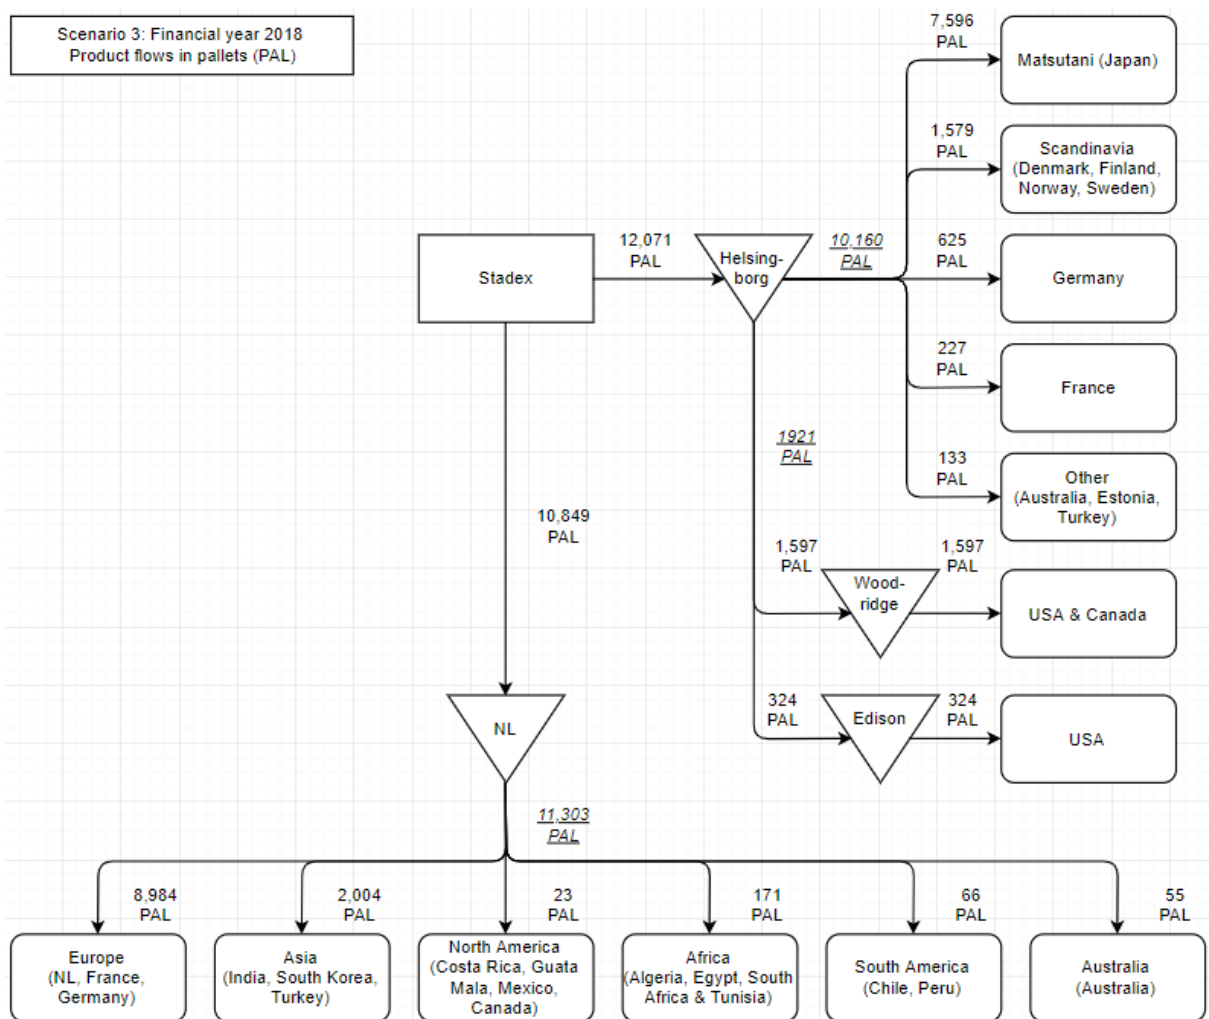 Scenario 3: Financial year 2018
Product flows in pallets (PAL)
7,596
PAL
Matsutani (Japan)
1,579
PAL
Scandinavia
(Denmark, Finland,
Norway, Sweden)
Stadex
12,071
PAL
Helsing-
borg
10,160
PAL
625
PAL
Germany
227
PAL
France
1921
PAL
133
PAL
Other
(Australia, Estonia,
Turkey)
10,849
PAL
1,597
PAL
Wood-
ridge
1,597
PAL
USA & Canada
324
PAL
Edison
324
PAL
USA
NL
11,303
PAL
8,984
PAL
2,004
PAL
23
PAL
171
PAL
66
PAL
55
PAL
Europe
(NL, France,
Germany)
Asia
(India, South Korea,
Turkey)
North America
(Costa Rica, Guata
Mala, Mexico,
Canada)
Africa
(Algeria, Egypt, South
Africa & Tunisia)
South America
(Chile, Peru)
Australia
(Australia)